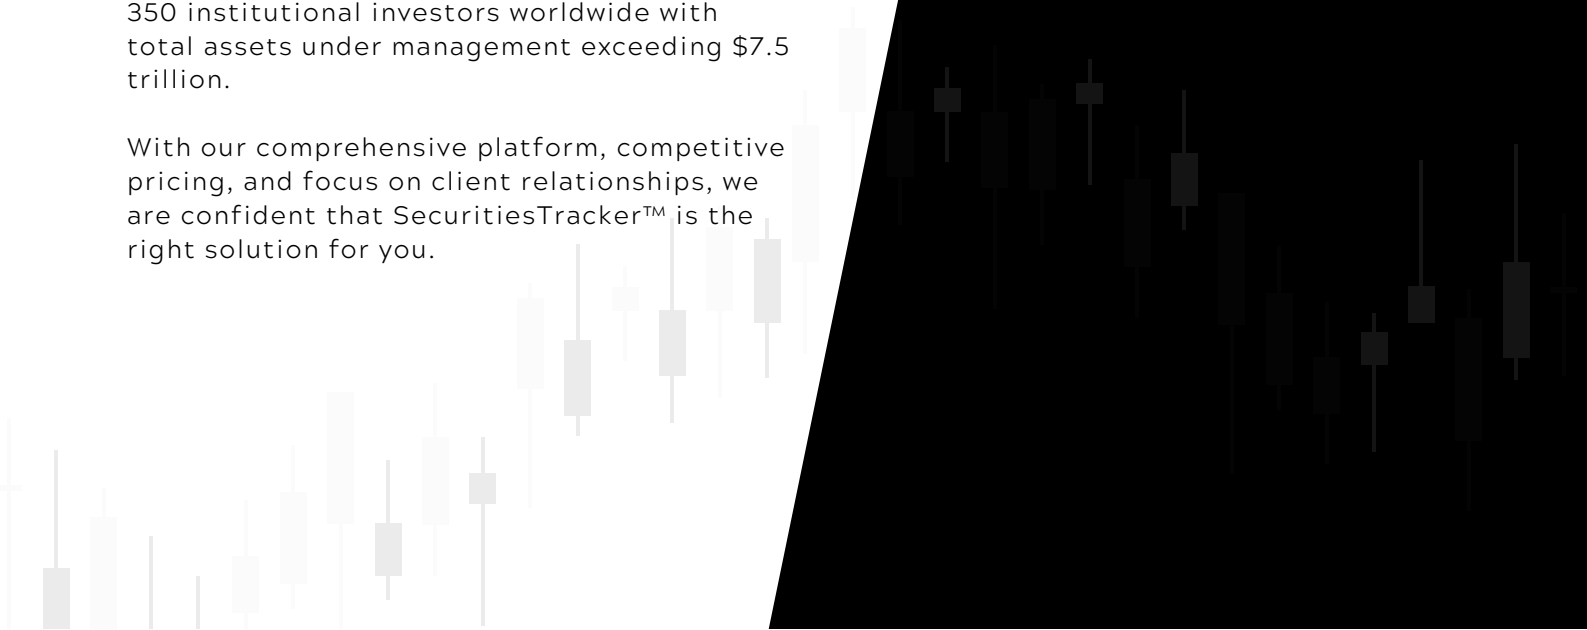 350 institutional investors worldwide with
total assets under management exceeding $7.5
trillion.
With our comprehensive platform, competitive
pricing, and focus on client relationships, we
are confident that SecuritiesTracker™ is the
right solution for you.